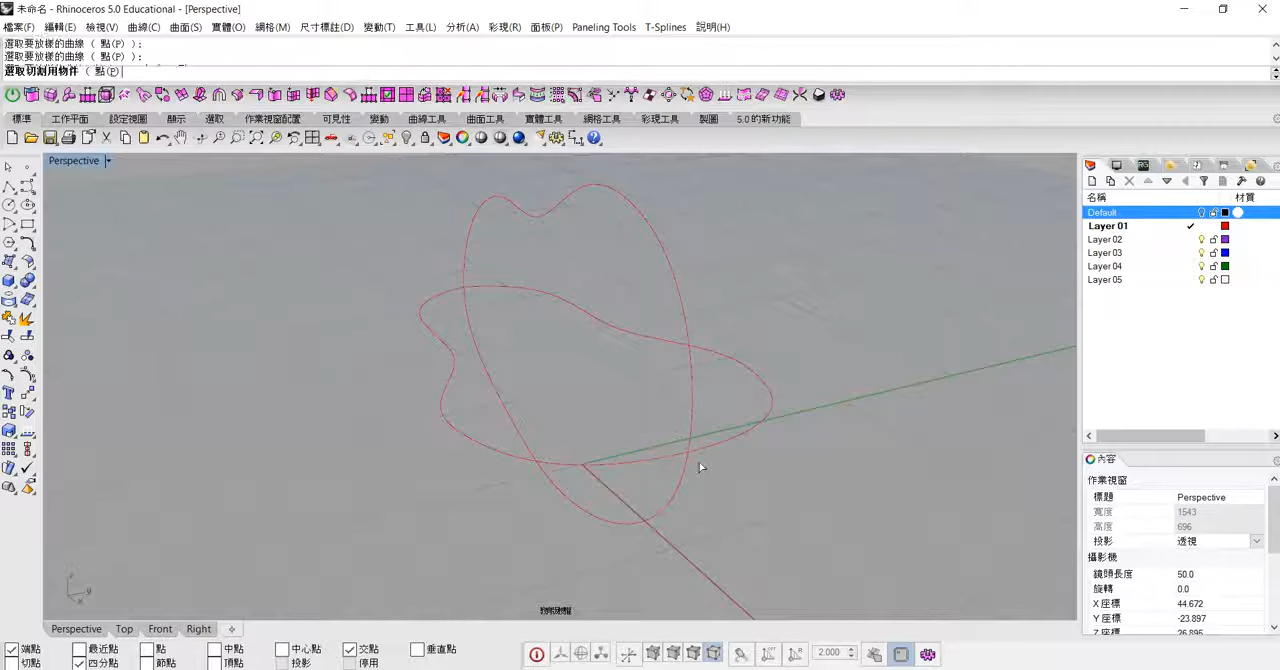 未命名 - Rhinoceros 5.0 Educational - [Perspective]
檔案(F) 編輯(E) 檢視(V) 曲線(C) 曲面(S) 實體(O) 網格(M) 尺寸標註(D) 變動(T) 工具(L) 分析(A) 彩現(R) 面板(P) Paneling Tools T-Splines 說明(H)
選取要放樣的曲線 ( 點(P) ):
選取要放樣的曲線 ( 點(P) ):
選取切割用物件 ( 點(P)
標準 工作平面 設定視圖 顯示 選取 作業視窗配置 可見性 變動 曲線工具 曲面工具 實體工具 網格工具 彩現工具 製圖 5.0 的新功能
Perspective
名稱 材質
Default
Layer 01
Layer 02
Layer 03
Layer 04
Layer 05
內容
作業視窗
標題 Perspective
寬度 1543
高度 696
投影 透視
攝影機
鏡頭長度 50.0
旋轉 0.0
X 座標 44.672
Y 座標 -23.897
Z 座標 26.895
z
y
x
Perspective Top Front Right
端點 最近點 點 中點 中心點 交點 垂直點
切點 四分點 節點 頂點 投影 停用
2.000